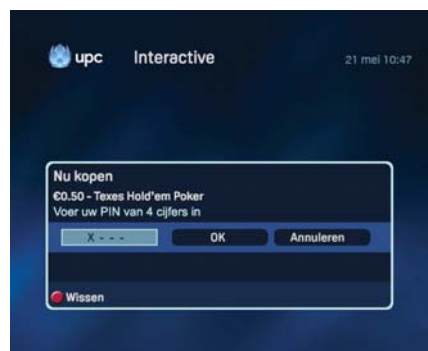 upc Interactive 21 mei 10:47
Nu kopen
€0.50 - Texes Hold'em Poker
Voer uw PIN van 4 cijfers in
X - - - OK Annuleren
Wissen